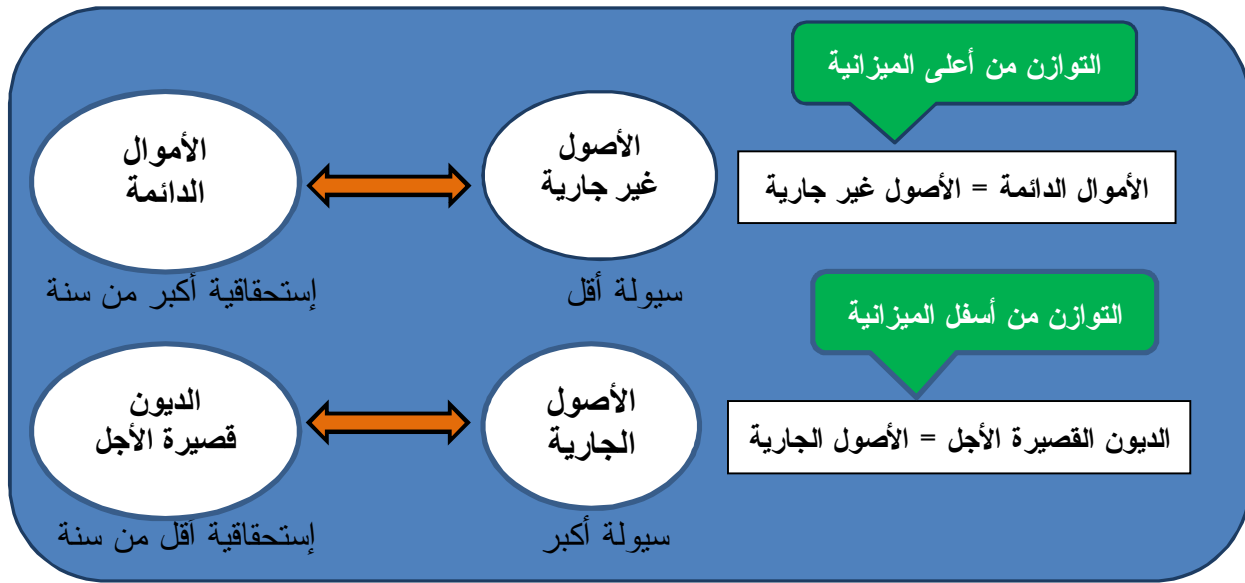 التوازن من أعلى الميزانية
الأموال الدائمة = الأصول غير جارية
الأصول
غير جارية
سيولة أقل
الأموال
الدائمة
إستحقاقية أكبر من سنة
التوازن من أسفل الميزانية
الديون القصيرة الأجل = الأصول الجارية
الأصول
الجارية
سيولة أكبر
الديون
قصيرة الأجل
إستحقاقية أقل من سنة